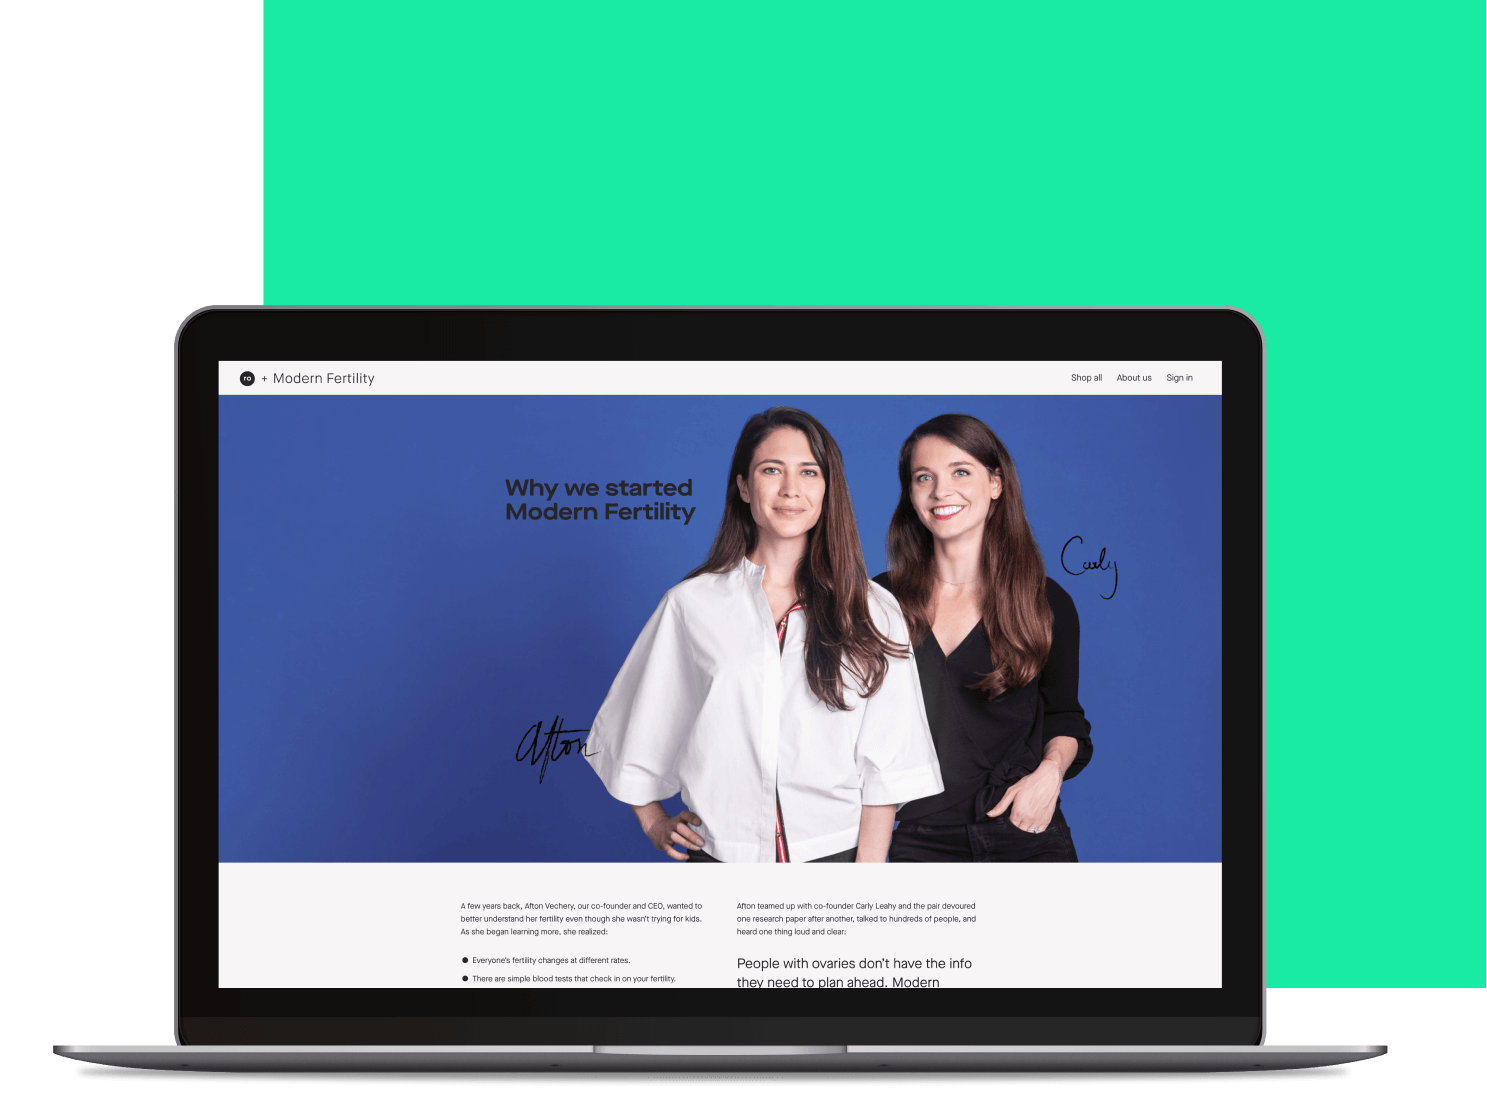 ro + Modern Fertility
Shop all About us Sign in
Why we started
Modern Fertility
Carly
Afton
A few years back, Afton Vechery, our co-founder and CEO, wanted to
better understand her fertility even though she wasn't trying for kids.
As she began learning more, she realized:
● Everyone's fertility changes at different rates.
● There are simple blood tests that check in on your fertility.
Afton teamed up with co-founder Carly Leahy and the pair devoured
one research paper after another, talked to hundreds of people, and
heard one thing loud and clear:
People with ovaries don't have the info
they need to plan ahead. Modern